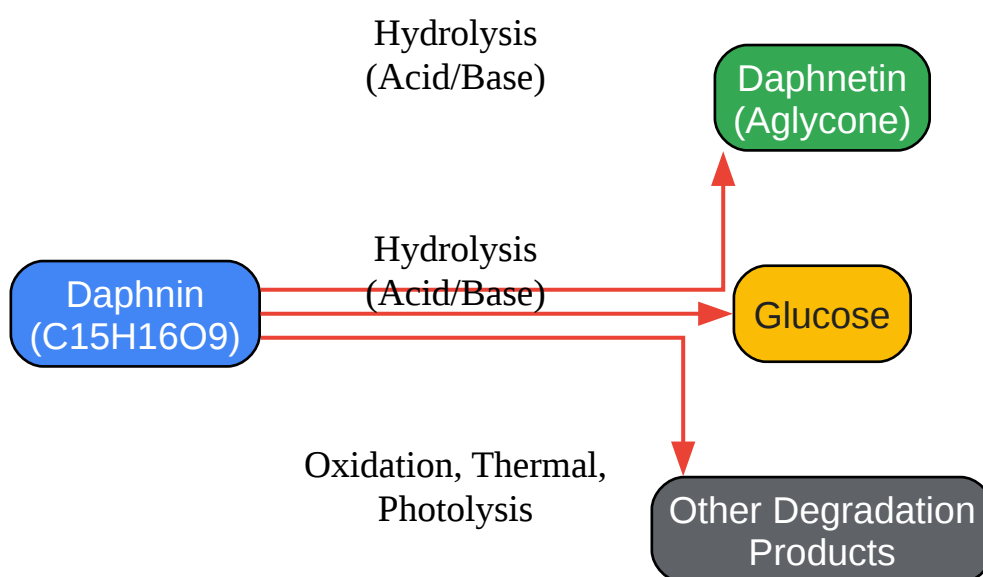 Hydrolysis
(Acid/Base)
Daphnetin
(Aglycone)
Hydrolysis
(Acid/Base)
Daphnin
(C15H16O9)
Glucose
Oxidation, Thermal,
Photolysis
Other Degradation
Products